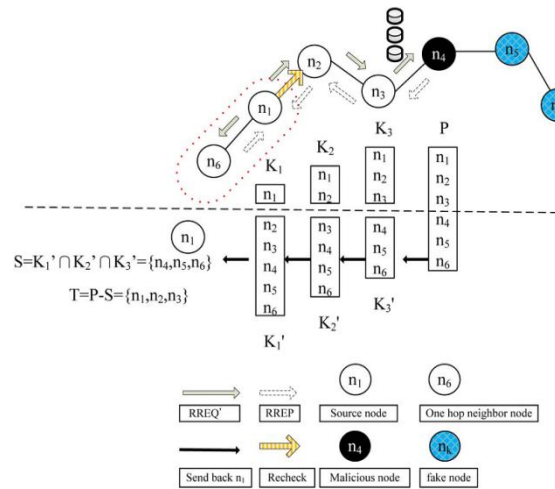 n₂
n₄
n₅
n₁
n₃
n₆
K₁
K₂
K₃
P
n₁
n₁
n₂
n₁
n₂
n₃
n₁
n₂
n₃
n₄
n₅
n₆
n₁
S=K₁'∩K₂'∩K₃'={n₄,n₅,n₆}
T=P-S={n₁,n₂,n₃}
n₂
n₃
n₄
n₅
n₆
K₁'
n₃
n₄
n₅
n₆
K₂'
n₄
n₅
n₆
K₃'
n₁
n₆
RREQ'
RREP
Source node
One hop neighbor node
n₄
nₖ
Send back n₁
Recheck
Malicious node
fake node